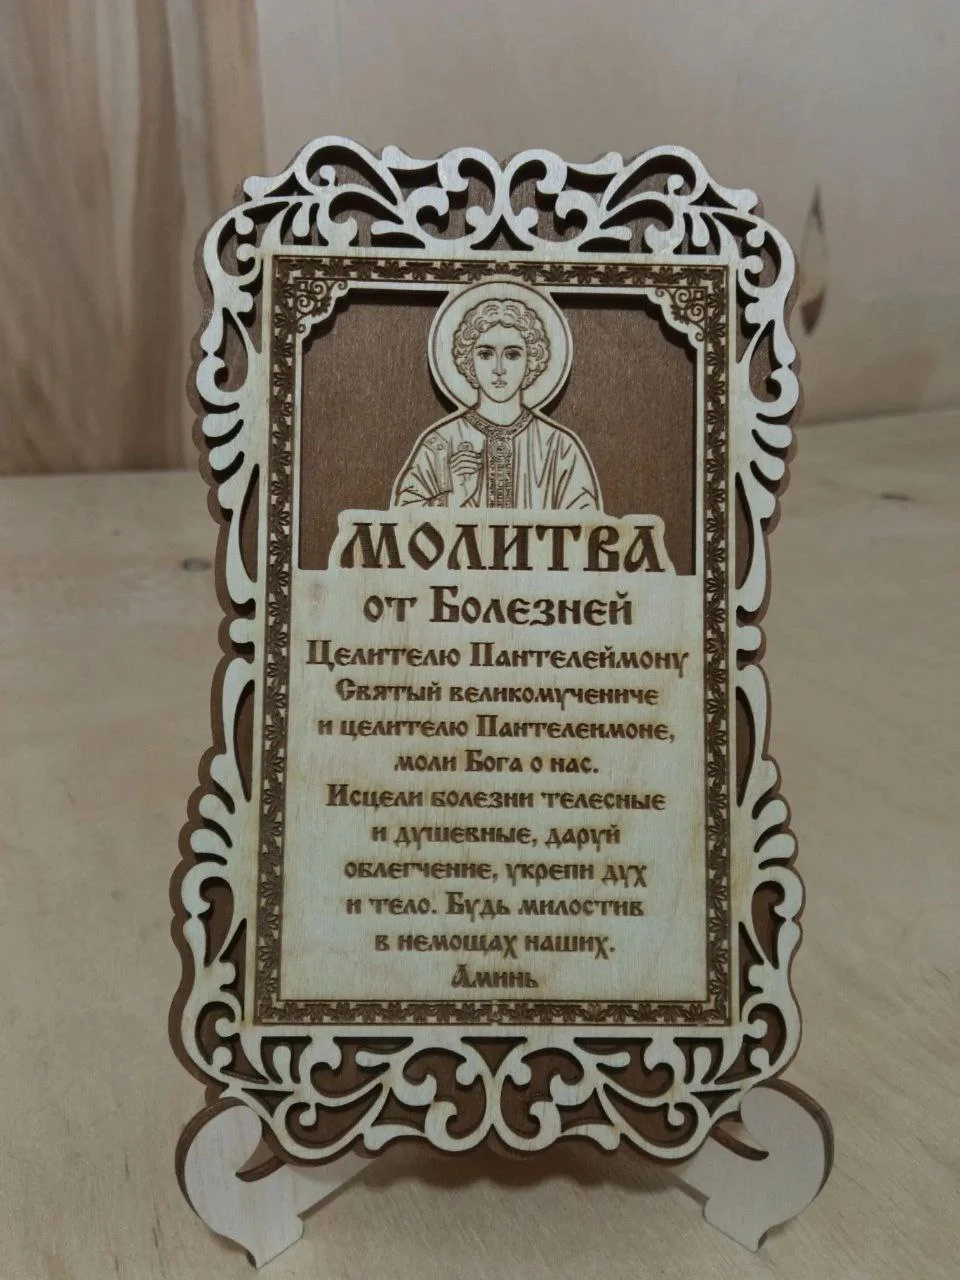 МОЛИТВА
от Болезней
Целителю Пантелеймону
Святый великомучениче
и целителю Пантелеимоне,
моли Бога о нас.
Исцели болезни телесные
и душевные, даруй
облегчение, укрепи дух
и тело. Будь милостив
в немощах наших.
Аминь